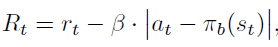 R_t = r_t − β · |a_t − π_b(s_t)|,